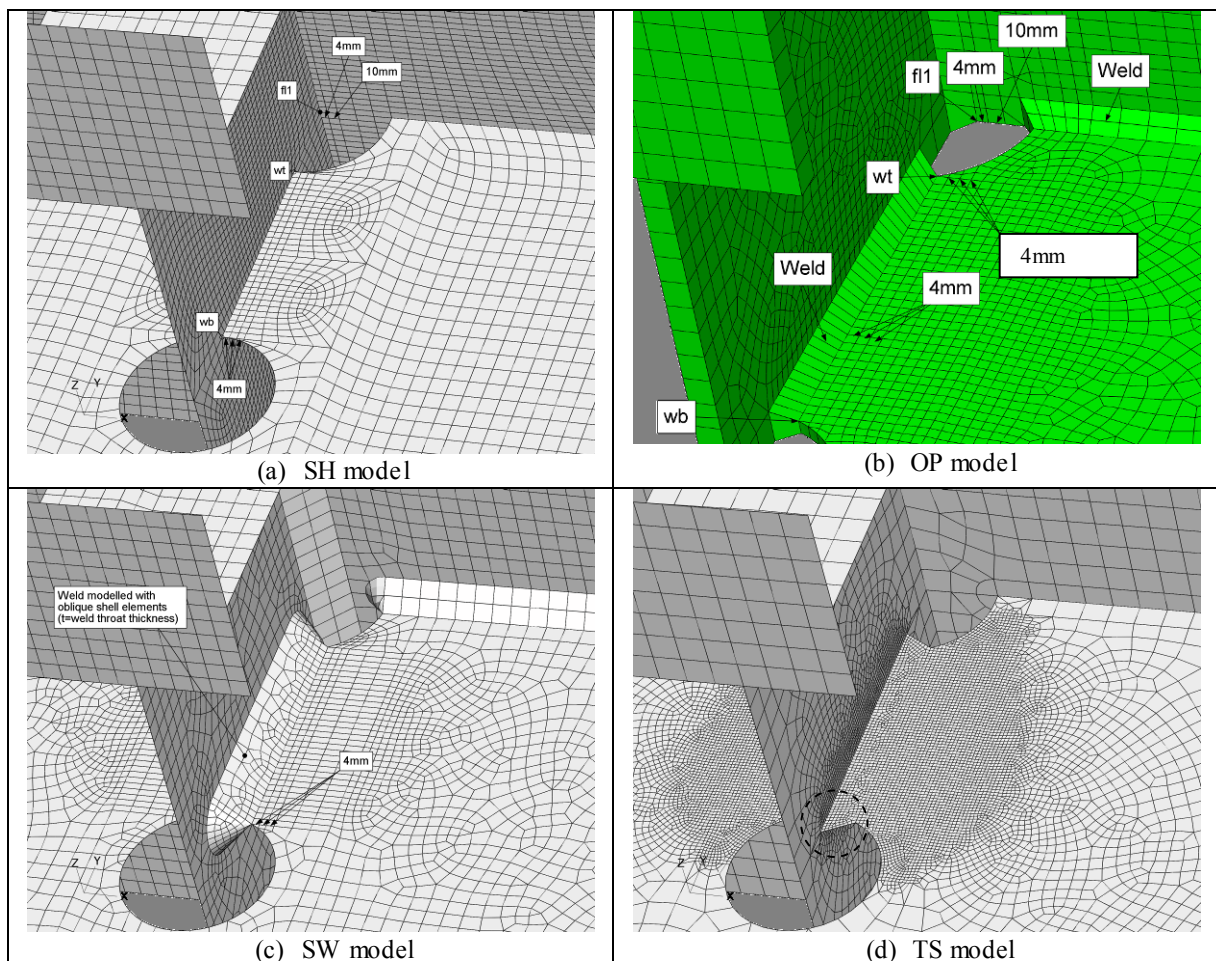 4mm
10mm
fl1
wt
wb
4mm
Z Y
X
(a) SH model
10mm
4mm
fl1
Weld
wt
4mm
Weld
4mm
wb
(b) OP model
Weld modelled with
oblique shell elements
(t=weld throat thickness)
4mm
Z Y
X
(c) SW model
Z Y
X
(d) TS model